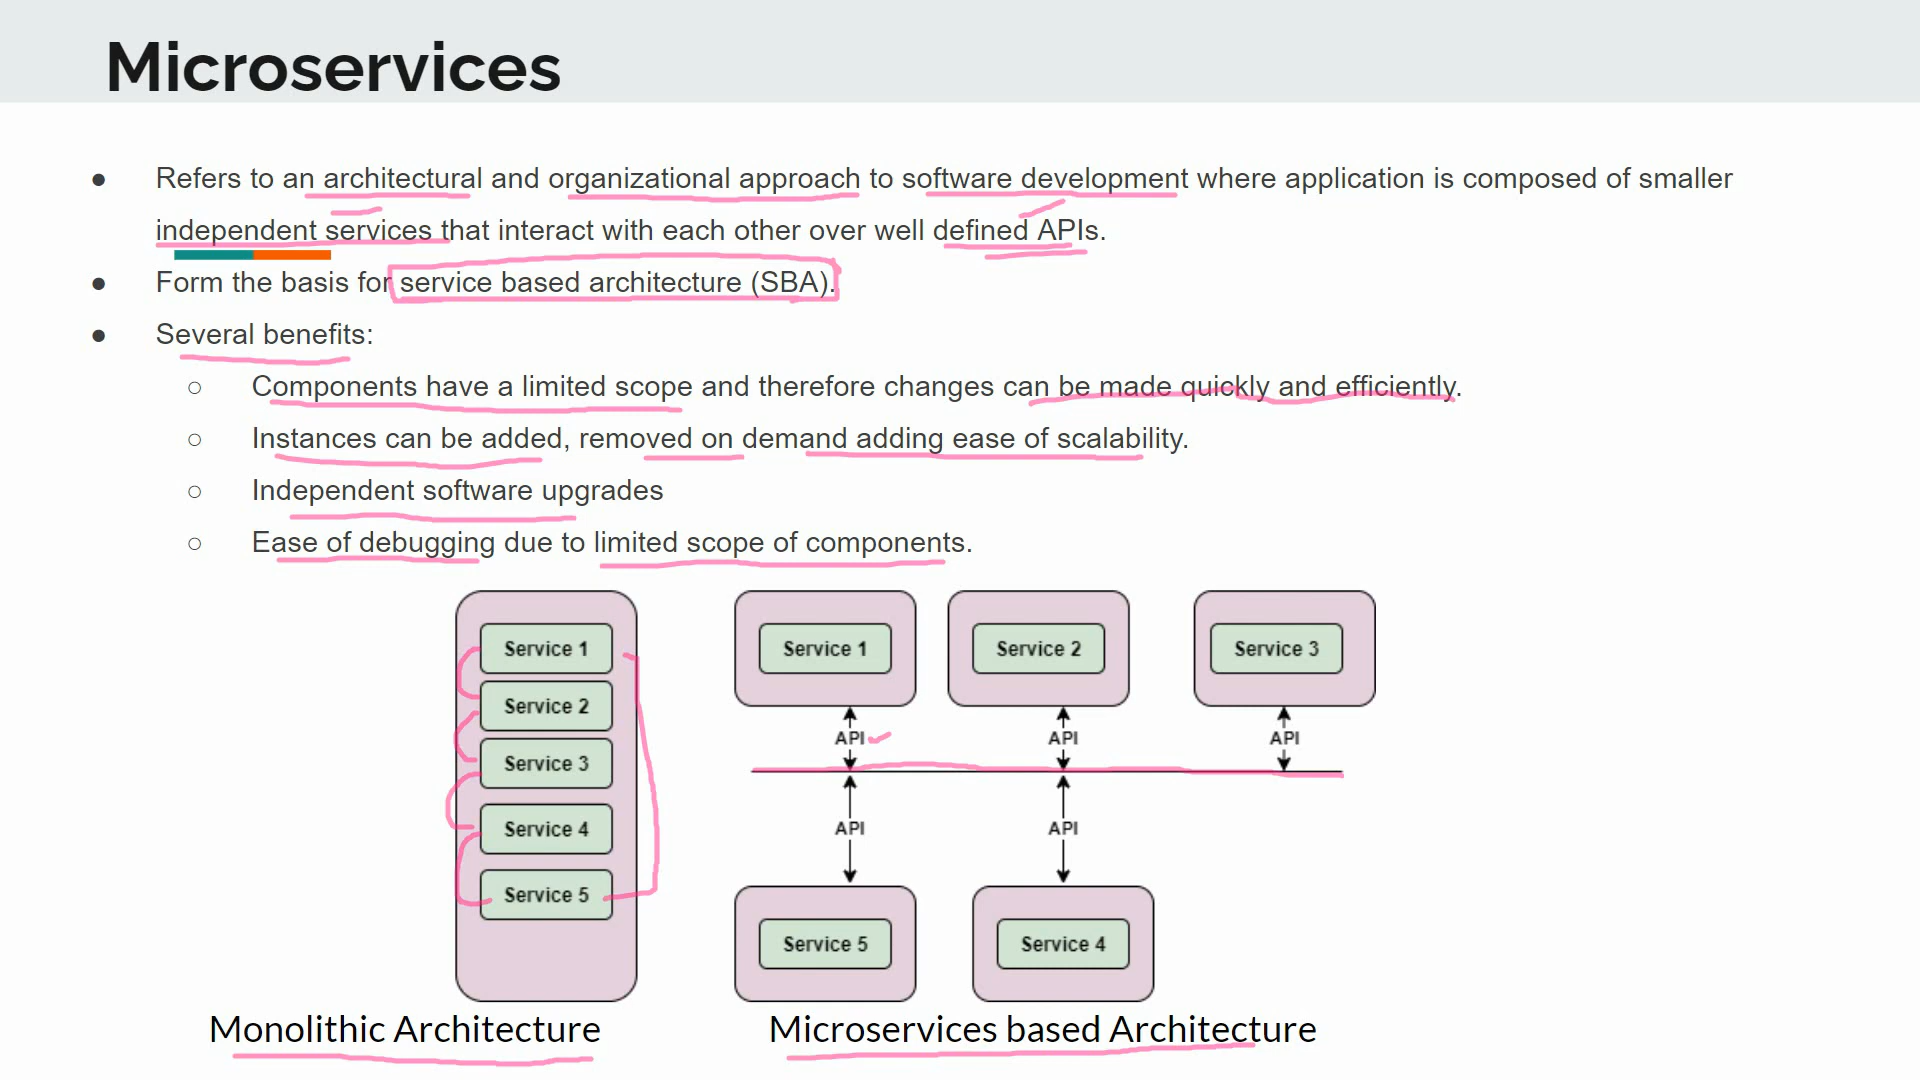 Microservices
● Refers to an architectural and organizational approach to software development where application is composed of smaller
independent services that interact with each other over well defined APIs.
● Form the basis for service based architecture (SBA).
● Several benefits:
○ Components have a limited scope and therefore changes can be made quickly and efficiently.
○ Instances can be added, removed on demand adding ease of scalability.
○ Independent software upgrades
○ Ease of debugging due to limited scope of components.
Service 1
Service 2
Service 3
Service 4
Service 5
Monolithic Architecture
Service 1
Service 2
Service 3
API
API
API
API
API
Service 5
Service 4
Microservices based Architecture